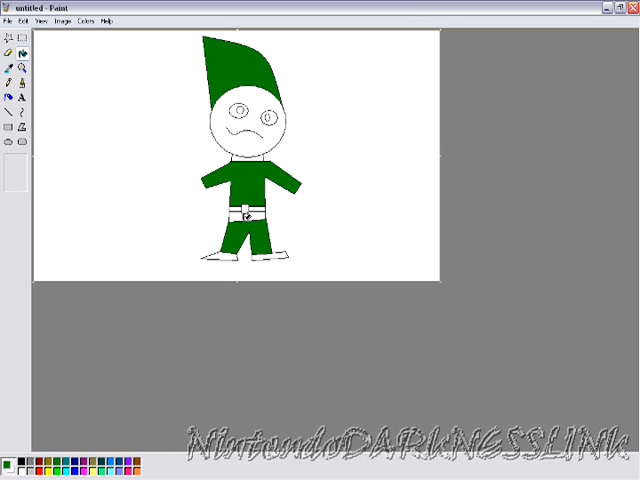 untitled - Paint
File Edit View Image Colors Help
A
NintendoDARKNESSLINK